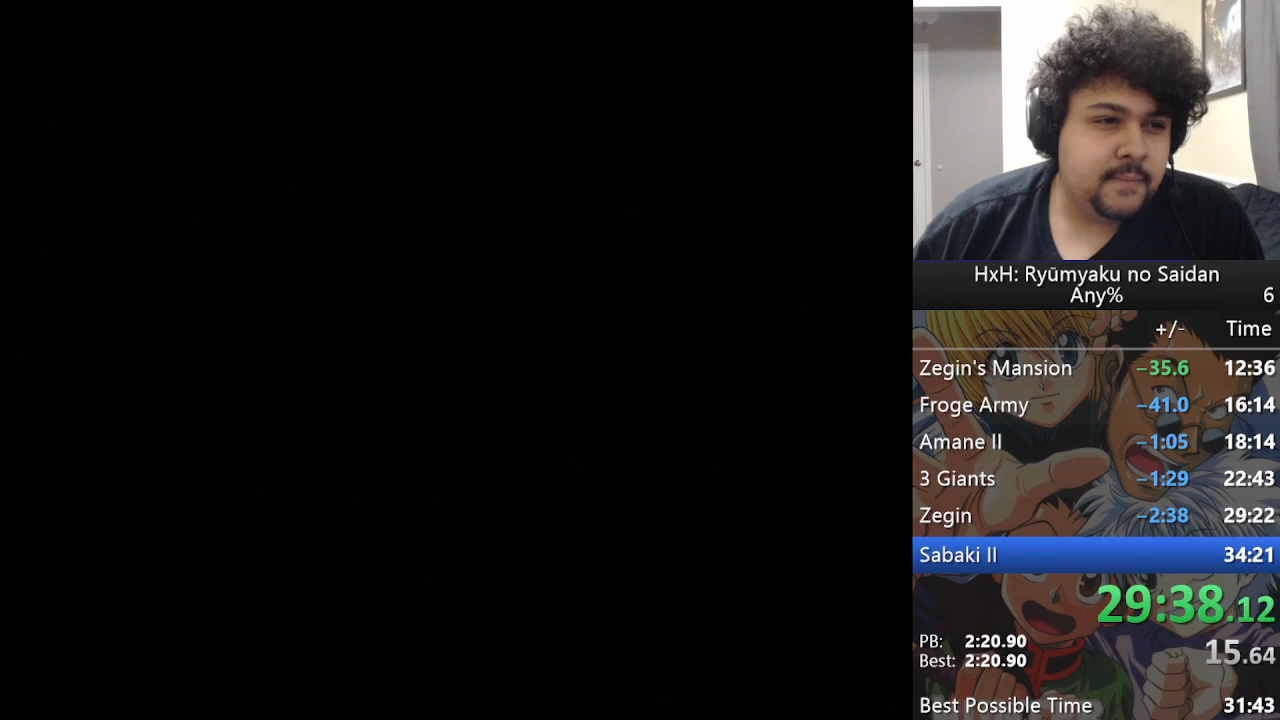 HxH: Ryūmyaku no Saidan
Any% 6
+/- Time
Zegin's Mansion −35.6 12:36
Froge Army −41.0 16:14
Amane II −1:05 18:14
3 Giants −1:29 22:43
Zegin −2:38 29:22
Sabaki II 34:21
29:38.12
PB: 2:20.90
Best: 2:20.90
15.64
Best Possible Time 31:43